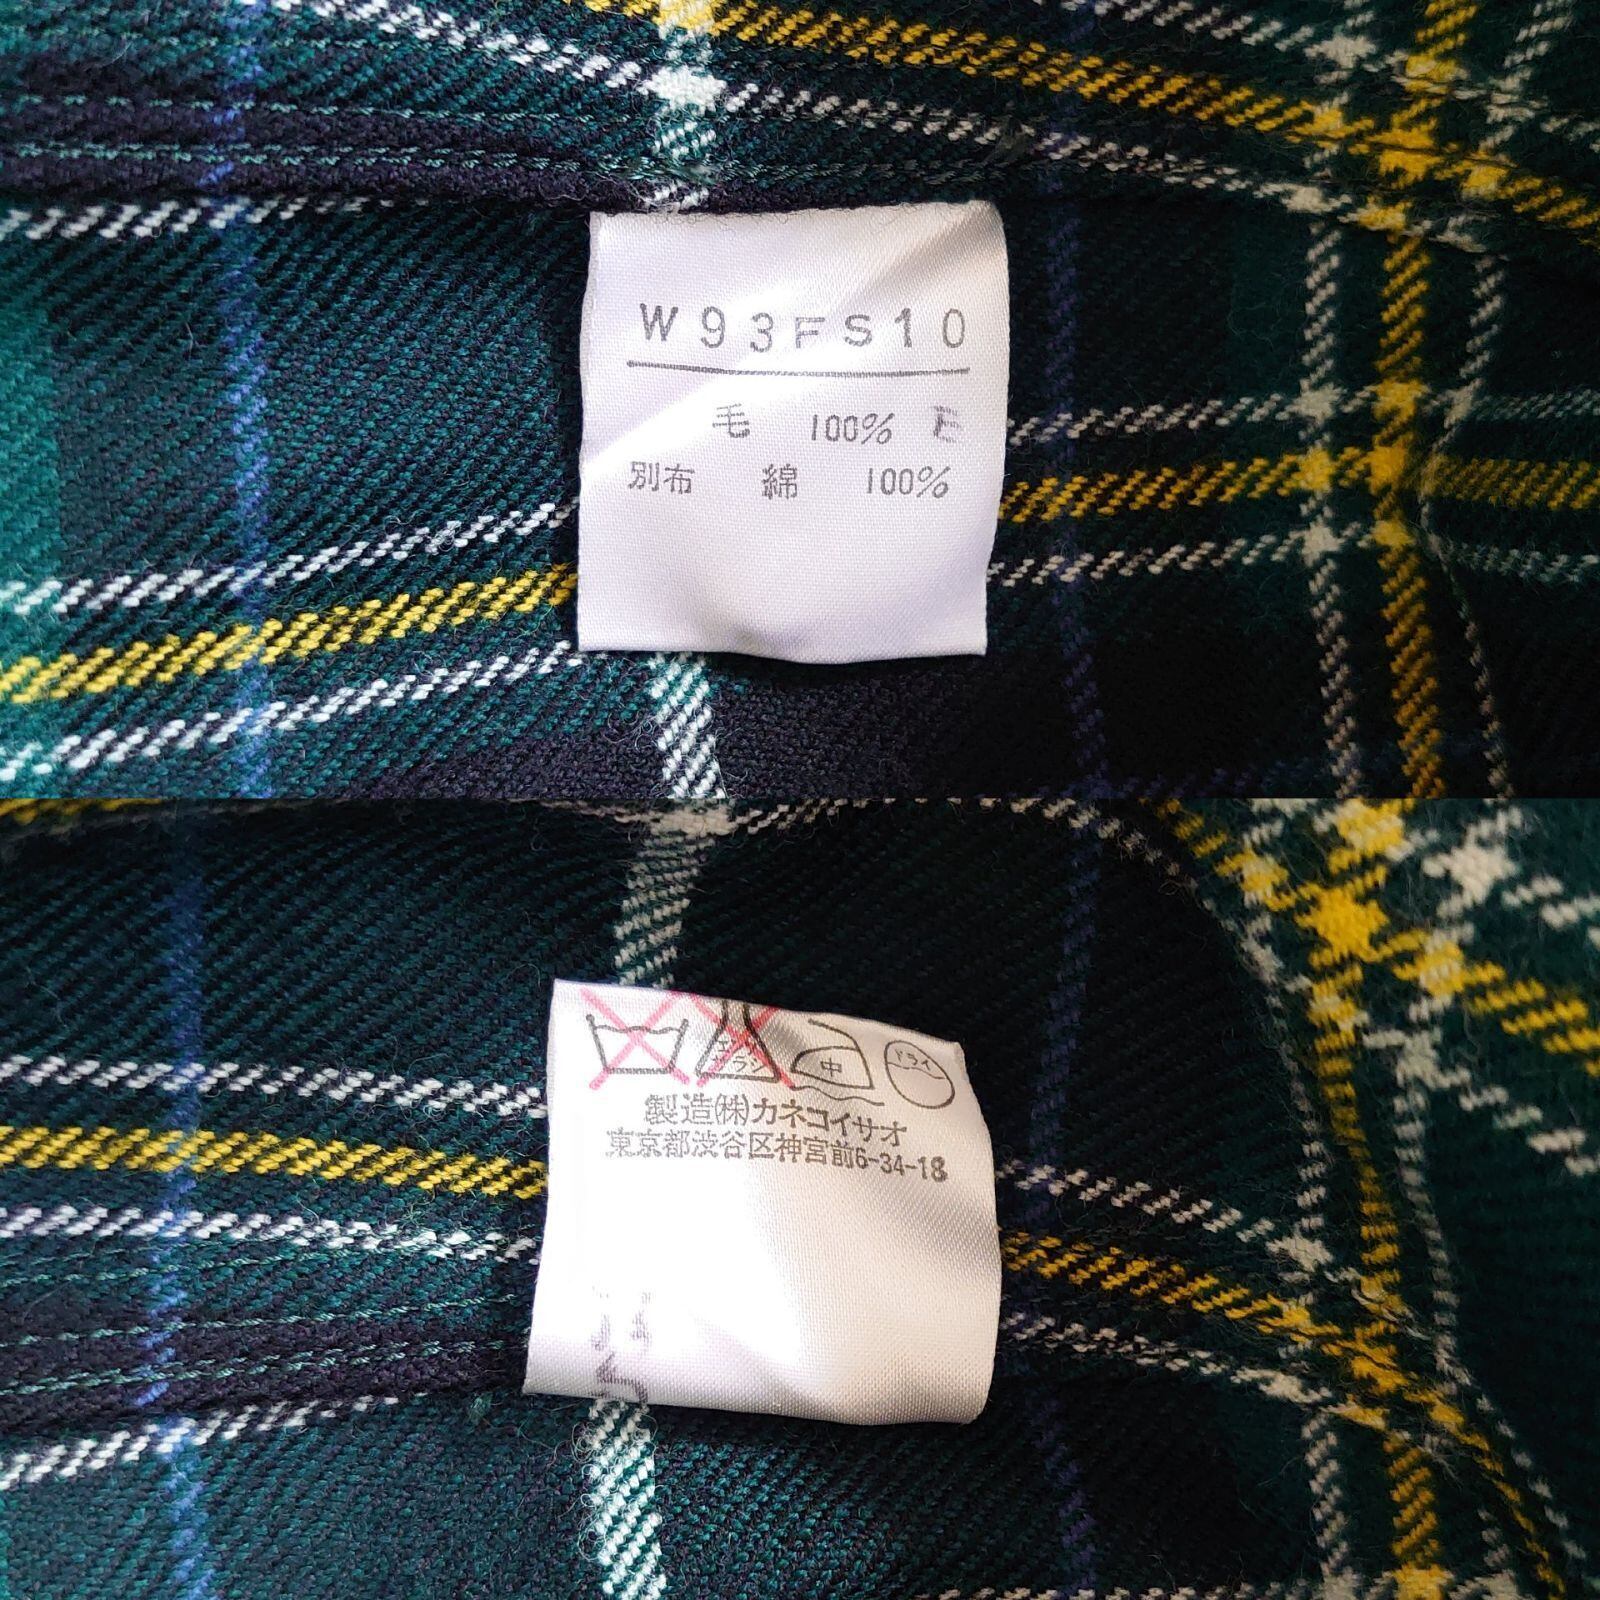 W93FS10
毛 100%
別布 綿 100%
中 ドライ
製造(株)カネコイサオ
東京都渋谷区神宮前6-34-18